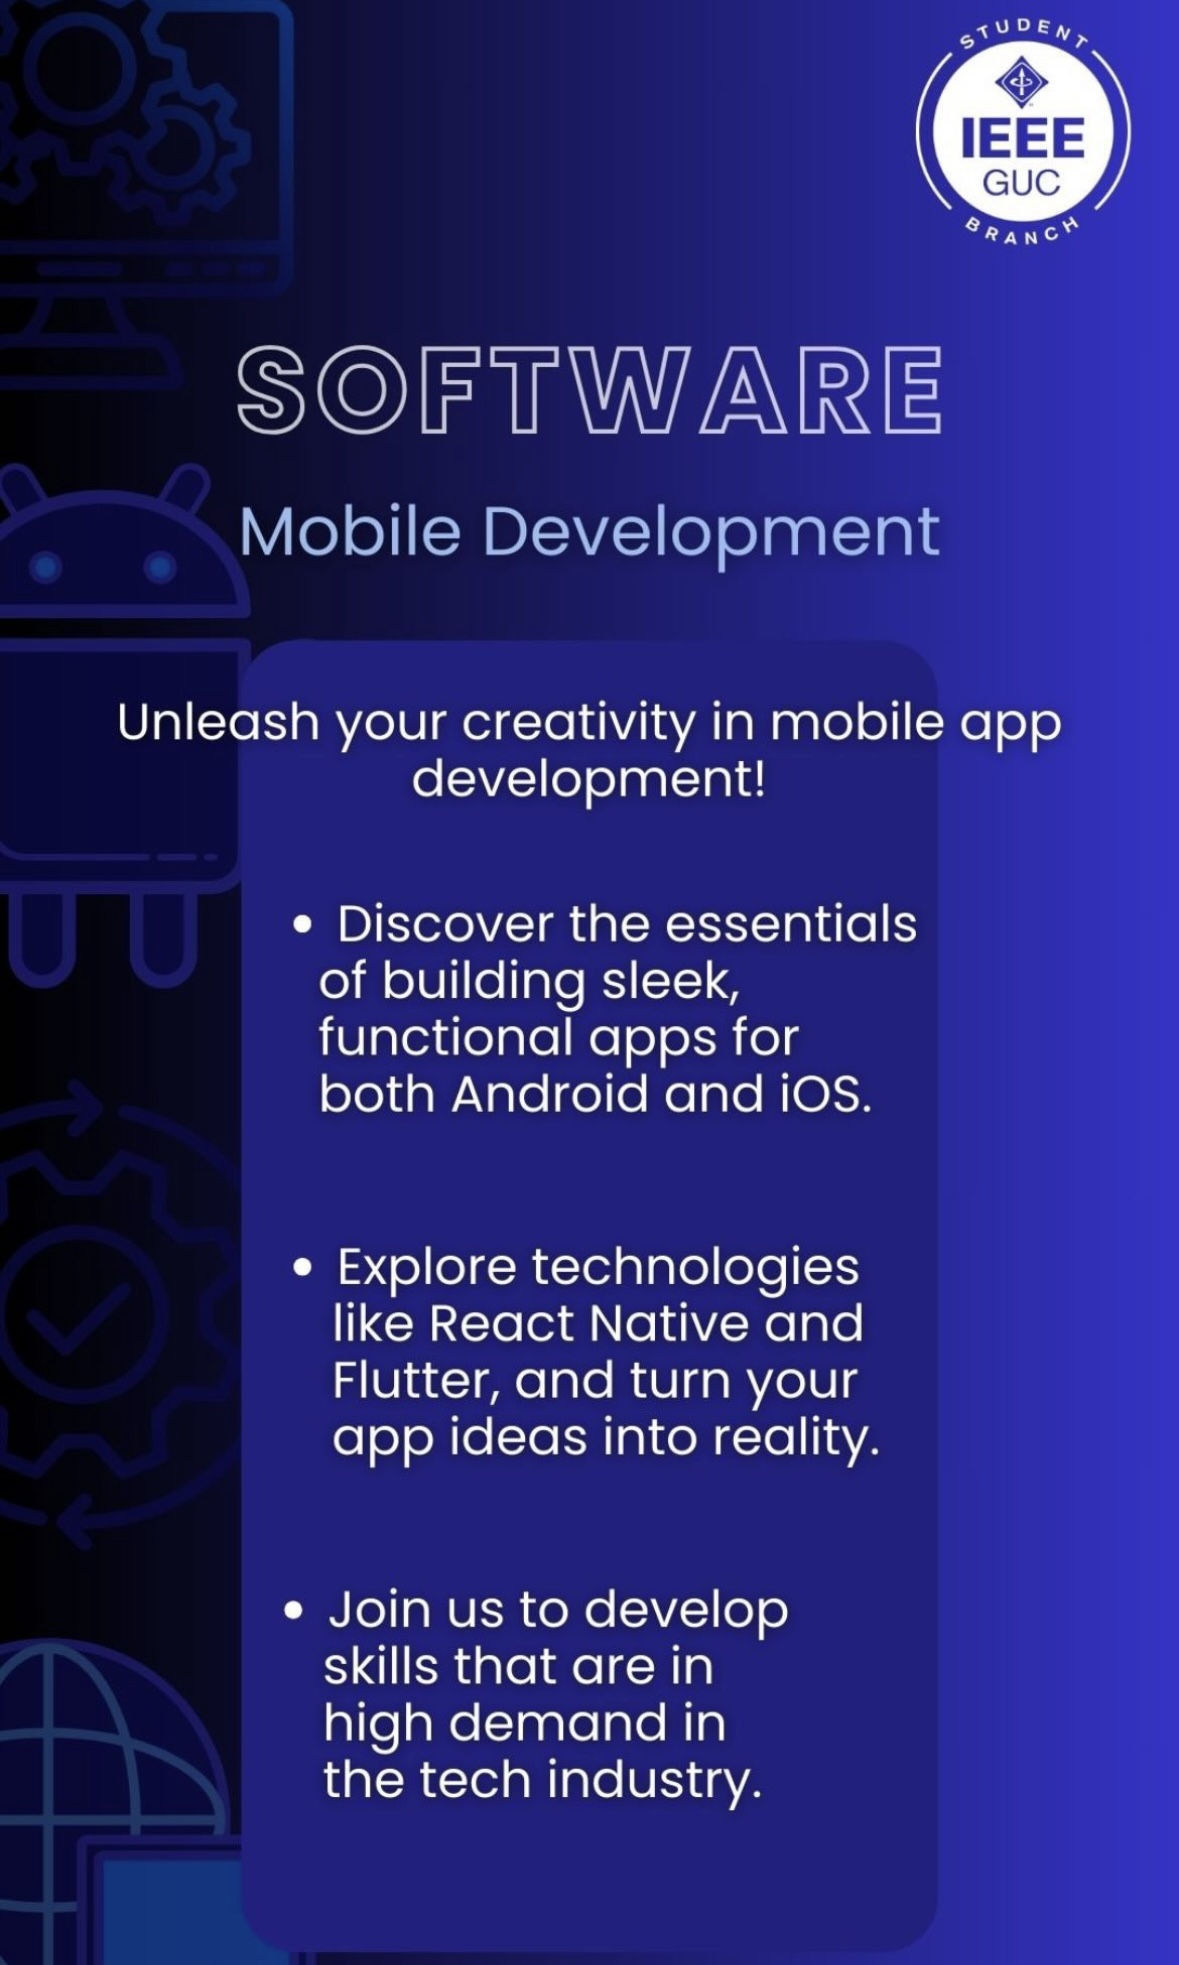 STUDENT
IEEE
GUC
BRANCH
SOFTWARE
Mobile Development
Unleash your creativity in mobile app
development!
• Discover the essentials
of building sleek,
functional apps for
both Android and iOS.
• Explore technologies
like React Native and
Flutter, and turn your
app ideas into reality.
• Join us to develop
skills that are in
high demand in
the tech industry.